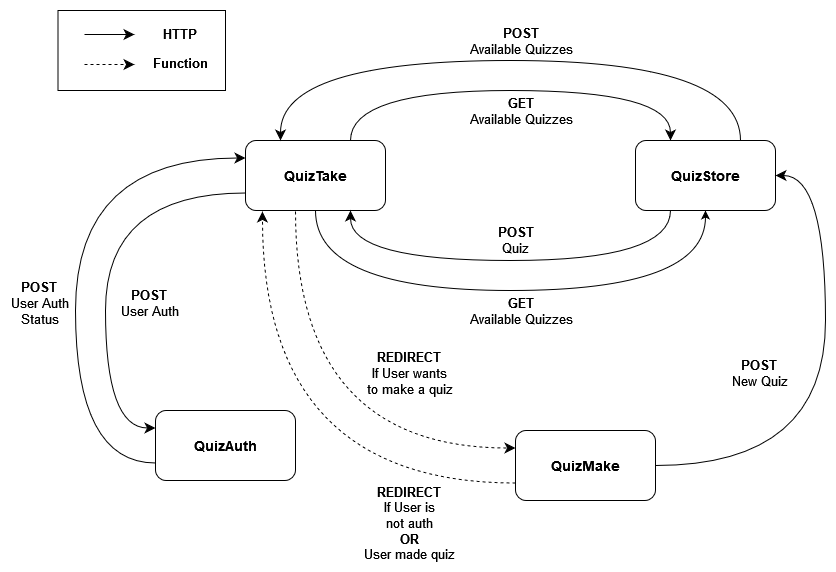 HTTP
Function
POST
Available Quizzes
GET
Available Quizzes
QuizTake
QuizStore
POST
Quiz
GET
Available Quizzes
POST
User Auth
Status
POST
User Auth
REDIRECT
If User wants
to make a quiz
POST
New Quiz
QuizAuth
QuizMake
REDIRECT
If User is
not auth
OR
User made quiz